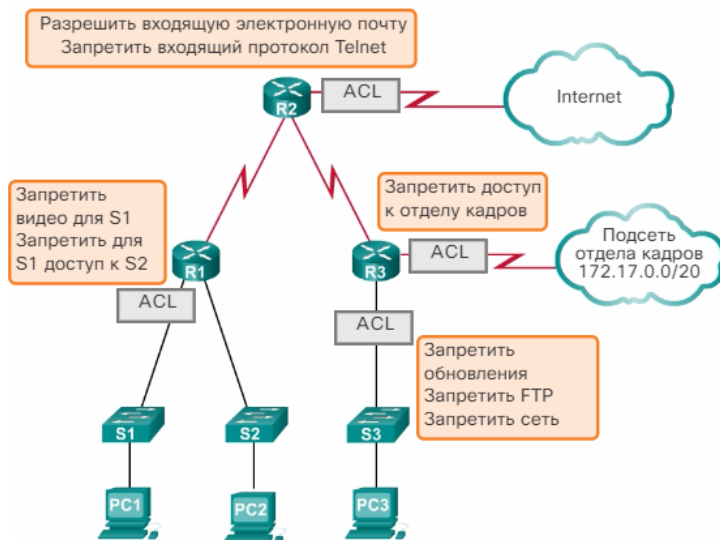 Разрешить входящую электронную почту
Запретить входящий протокол Telnet
ACL
R2
Internet
Запретить
видео для S1
Запретить для
S1 доступ к S2
Запретить доступ
к отделу кадров
R1
R3
ACL
Подсеть
отдела кадров
172.17.0.0/20
ACL
ACL
Запретить
обновления
Запретить FTP
Запретить сеть
S1
S2
S3
PC1
PC2
PC3